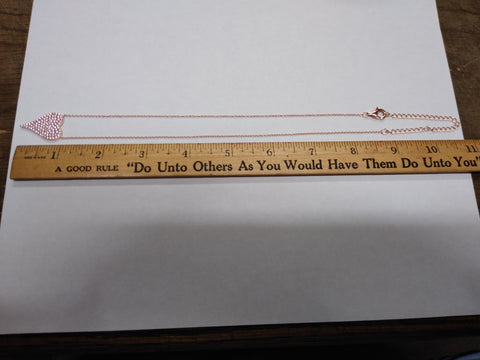 1 2 3 4 5 6 7 8 9 10 11
A GOOD RULE "Do Unto Others As You Would Have Them Do Unto You"